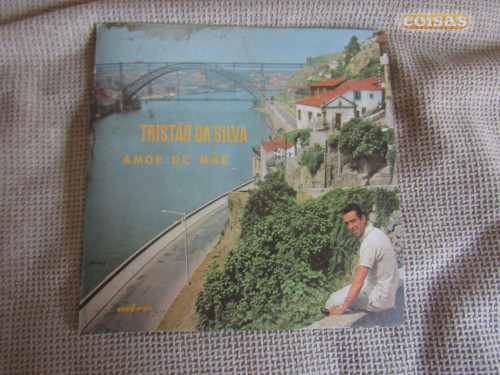 COISAS
TRISTÃO DA SILVA
AMOR DE MÃE